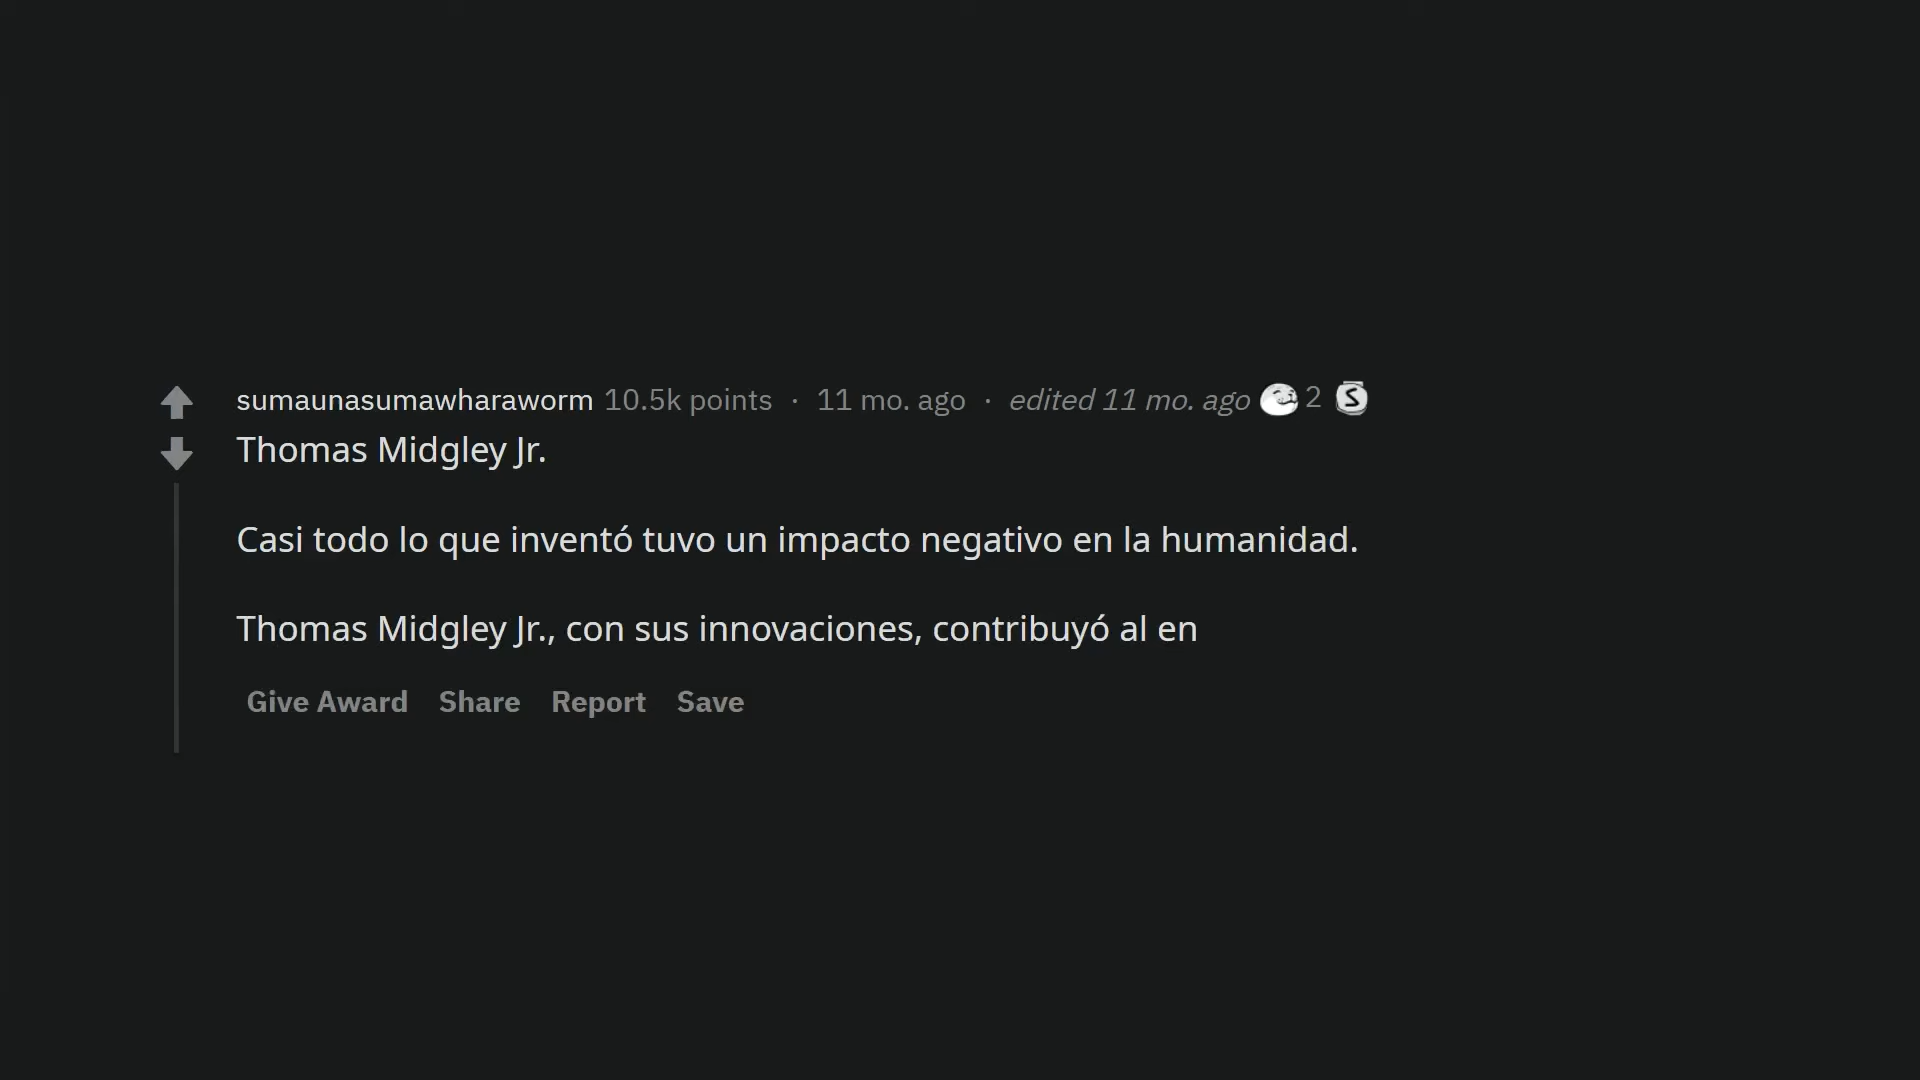 sumaunasumawharaworm 10.5k points · 11 mo. ago · edited 11 mo. ago 2 S
Thomas Midgley Jr.
Casi todo lo que inventó tuvo un impacto negativo en la humanidad.
Thomas Midgley Jr., con sus innovaciones, contribuyó al en
Give Award Share Report Save